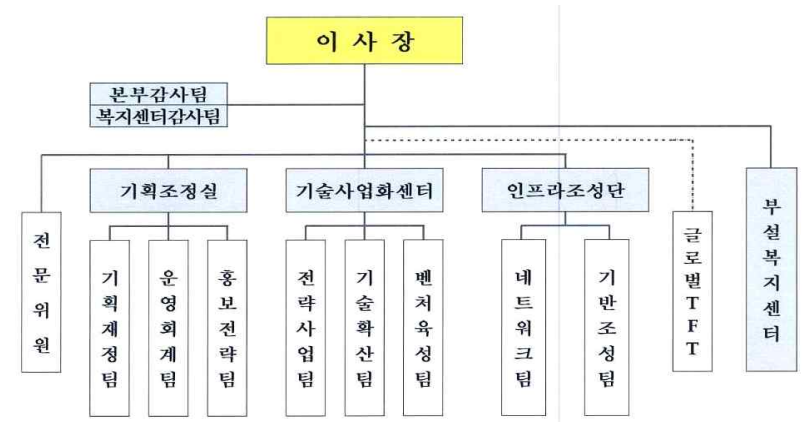 이 사 장
본부감사팀
복지센터감사팀
기획조정실
기술사업화센터
인프라조성단
전문위원
기획재정팀
운영회계팀
홍보전략팀
전략사업팀
기술확산팀
벤처육성팀
네트워크팀
기반조성팀
글로벌TFT
부설복지센터